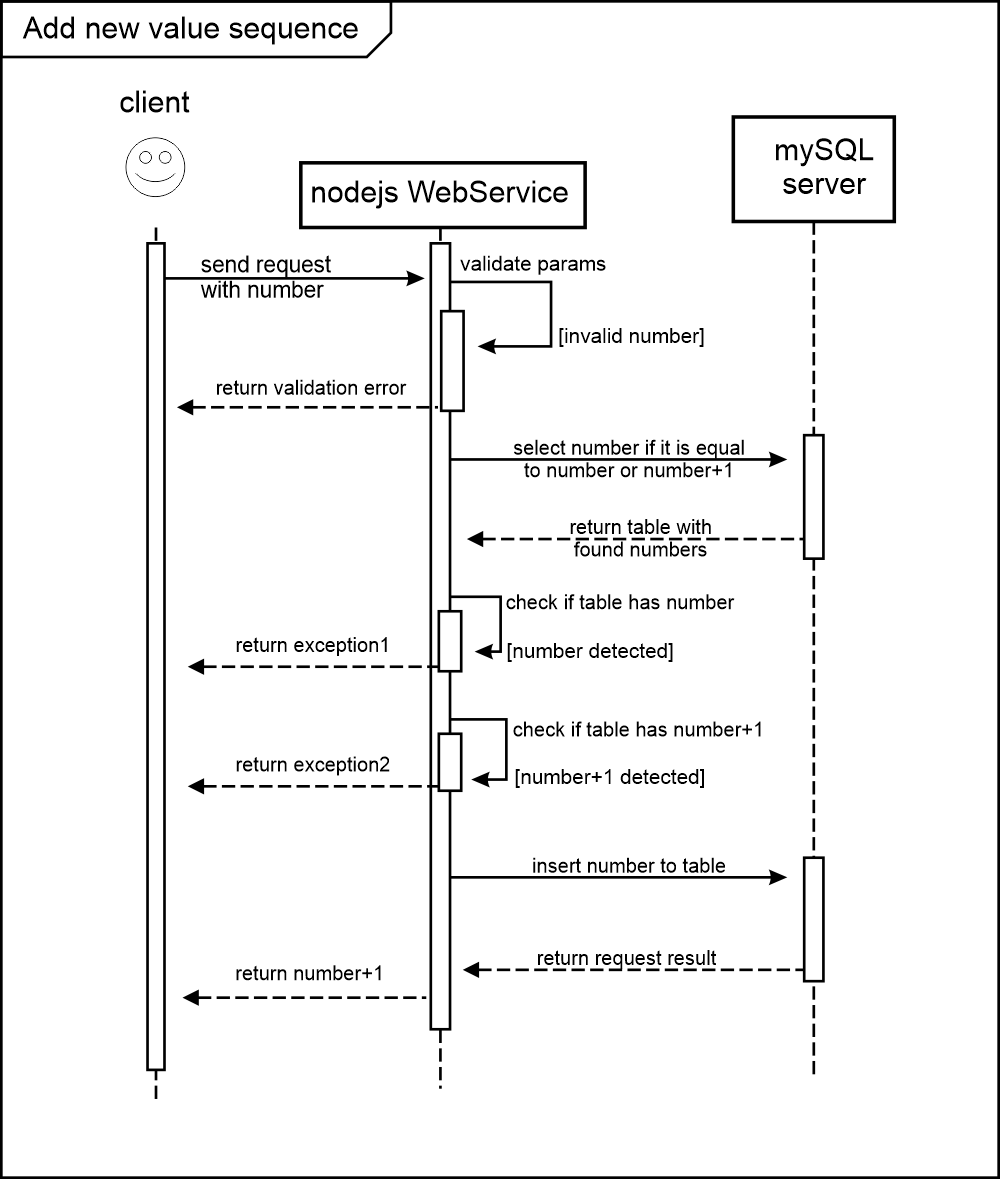 Add new value sequence
client
mySQL
server
nodejs WebService
send request
with number
validate params
[invalid number]
return validation error
select number if it is equal
to number or number+1
return table with
found numbers
check if table has number
return exception1
[number detected]
check if table has number+1
return exception2
[number+1 detected]
insert number to table
return request result
return number+1